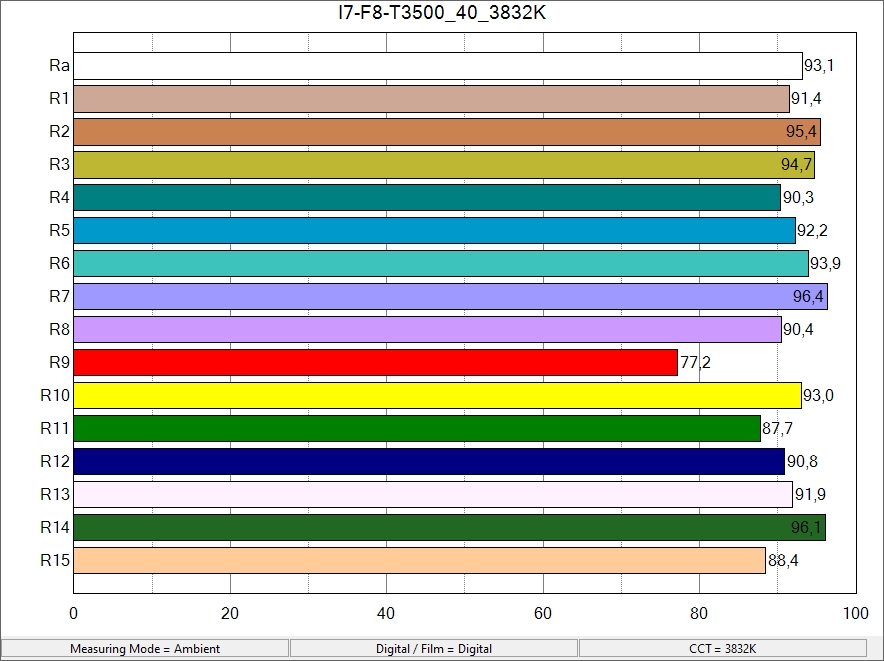 I7-F8-T3500_40_3832K
Ra 93,1
R1 91,4
R2 95,4
R3 94,7
R4 90,3
R5 92,2
R6 93,9
R7 96,4
R8 90,4
R9 77,2
R10 93,0
R11 87,7
R12 90,8
R13 91,9
R14 96,1
R15 88,4
0 20 40 60 80 100
Measuring Mode = Ambient Digital / Film = Digital CCT = 3832K